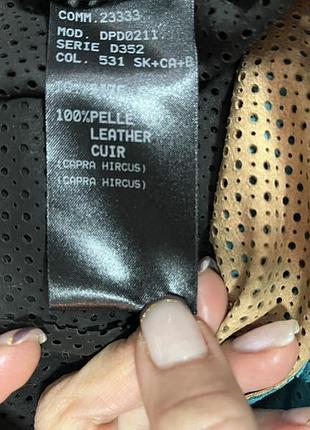 COMM.23333
MOD. DPD0211
SERIE D352
COL. 531 SK+CA+B
100%PELLE
LEATHER
CUIR
(CAPRA HIRCUS)
(CAPRA HIRCUS)